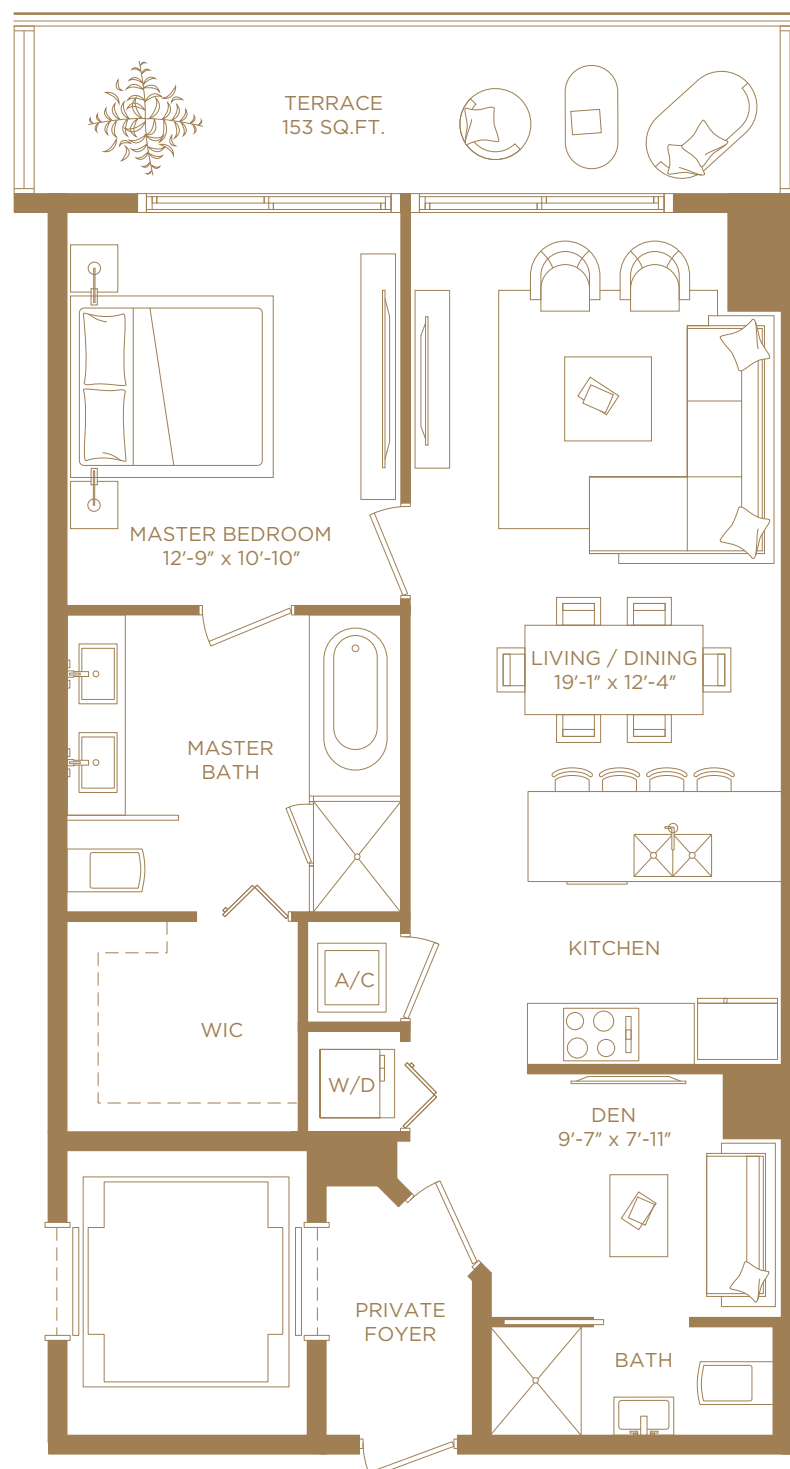 TERRACE
153 SQ.FT.
MASTER BEDROOM
12'-9" x 10'-10"
LIVING / DINING
19'-1" x 12'-4"
MASTER
BATH
KITCHEN
A/C
WIC
W/D
DEN
9'-7" x 7'-11"
PRIVATE
FOYER
BATH